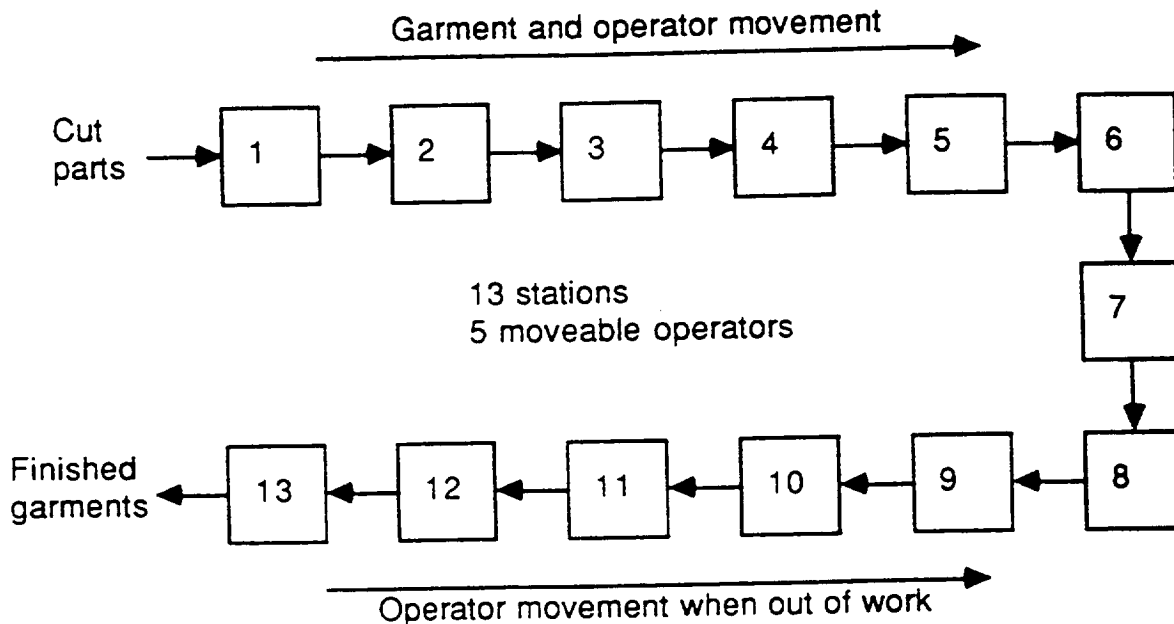 Garment and operator movement
Cut
parts
1
2
3
4
5
6
7
13 stations
5 moveable operators
Finished
garments
13
12
11
10
9
8
Operator movement when out of work